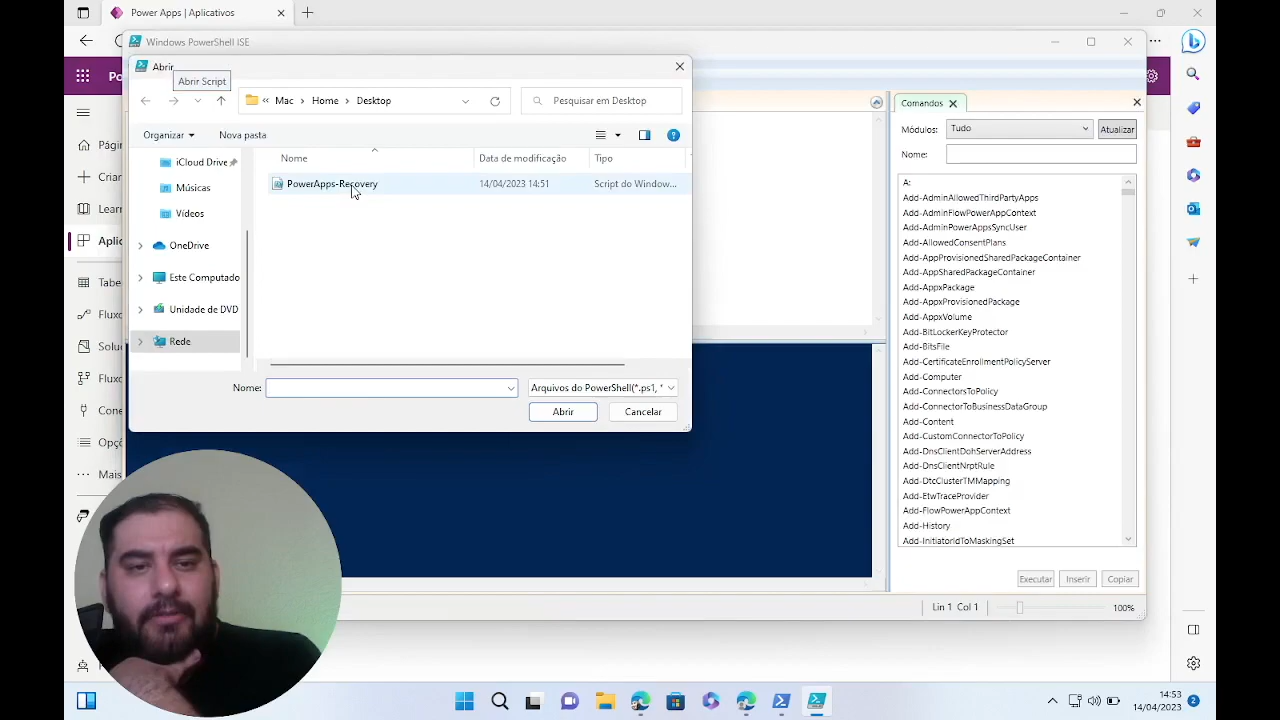 Power Apps | Aplicativos
Windows PowerShell ISE
Po
Abrir
Abrir Script
Mac
Home
Desktop
Pesquisar em Desktop
Organizar
Nova pasta
Nome
Data de modificação
Tipo
PowerApps-Recovery
14/04/2023 14:51
Script do Window...
iCloud Drive
Músicas
Vídeos
OneDrive
Este Computado
Unidade de DVD
Rede
Nome:
Arquivos do PowerShell(*.ps1, *
Abrir
Cancelar
Págin
Criar
Learn
Aplic
Tabe
Fluxo
Soluç
Fluxo
Cone
Opçõ
Mais
Comandos
Módulos:
Tudo
Atualizar
Nome:
A:
Add-AdminAllowedThirdPartyApps
Add-AdminFlowPowerAppContext
Add-AdminPowerAppsSyncUser
Add-AllowedConsentPlans
Add-AppProvisionedSharedPackageContainer
Add-AppSharedPackageContainer
Add-AppxPackage
Add-AppxProvisionedPackage
Add-AppxVolume
Add-BitLockerKeyProtector
Add-BitsFile
Add-CertificateEnrollmentPolicyServer
Add-Computer
Add-ConnectorsToPolicy
Add-ConnectorToBusinessDataGroup
Add-Content
Add-CustomConnectorToPolicy
Add-DnsClientDohServerAddress
Add-DnsClientNrptRule
Add-DtcClusterTMMapping
Add-EtwTraceProvider
Add-FlowPowerAppContext
Add-History
Add-InitiatorIdToMaskingSet
Executar
Inserir
Copiar
Lin 1 Col 1
100%
14:53
14/04/2023
2